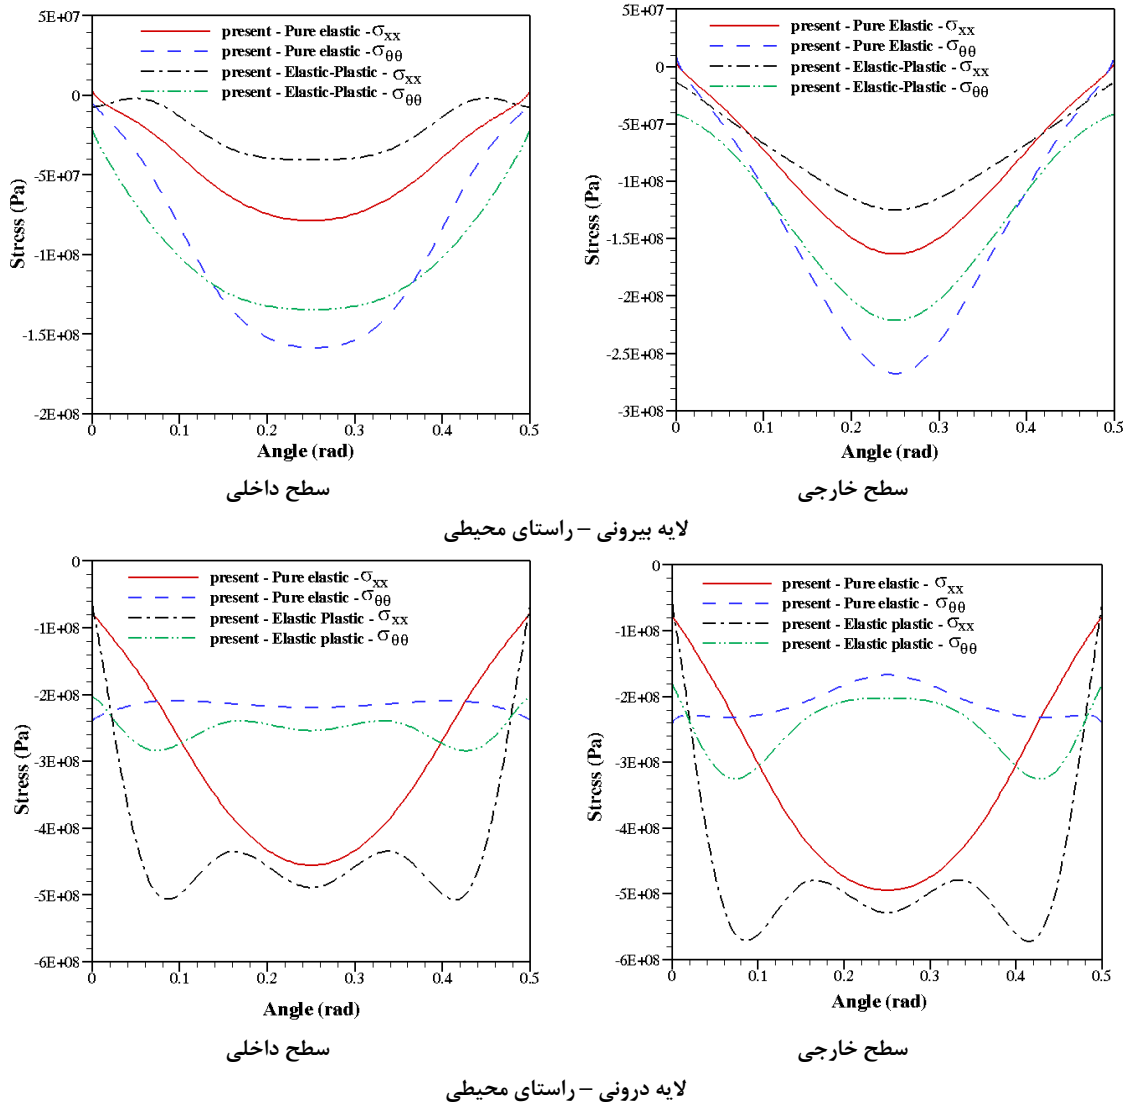 5E+07
0
-5E+07
-1E+08
-1.5E+08
-2E+08
Stress (Pa)
present - Pure elastic -σxx
present - Pure elastic -σθθ
present - Elastic-Plastic - σxx
present - Elastic-Plastic - σθθ
0 0.1 0.2 0.3 0.4 0.5
Angle (rad)
سطح داخلی
5E+07
0
-5E+07
-1E+08
-1.5E+08
-2E+08
-2.5E+08
-3E+08
Stress (Pa)
present - Pure Elastic -σxx
present - Pure Elastic -σθθ
present - Elastic-Plastic -σxx
present - Elastic-Plastic -σθθ
0 0.1 0.2 0.3 0.4 0.5
Angle (rad)
سطح خارجی
لایه بیرونی – راستای محیطی
0
-1E+08
-2E+08
-3E+08
-4E+08
-5E+08
-6E+08
Stress (Pa)
present - Pure elastic -σxx
present - Pure elastic -σθθ
present - Elastic Plastic - σxx
present - Elastic plastic - σθθ
0 0.1 0.2 0.3 0.4 0.5
Angle (rad)
سطح داخلی
0
-1E+08
-2E+08
-3E+08
-4E+08
-5E+08
-6E+08
Stress (Pa)
present - Pure elastic - σxx
present - Pure elastic - σθθ
present - Elastic plastic - σxx
present - Elastic plastic - σθθ
0 0.1 0.2 0.3 0.4 0.5
Angle (rad)
سطح خارجی
لایه درونی – راستای محیطی